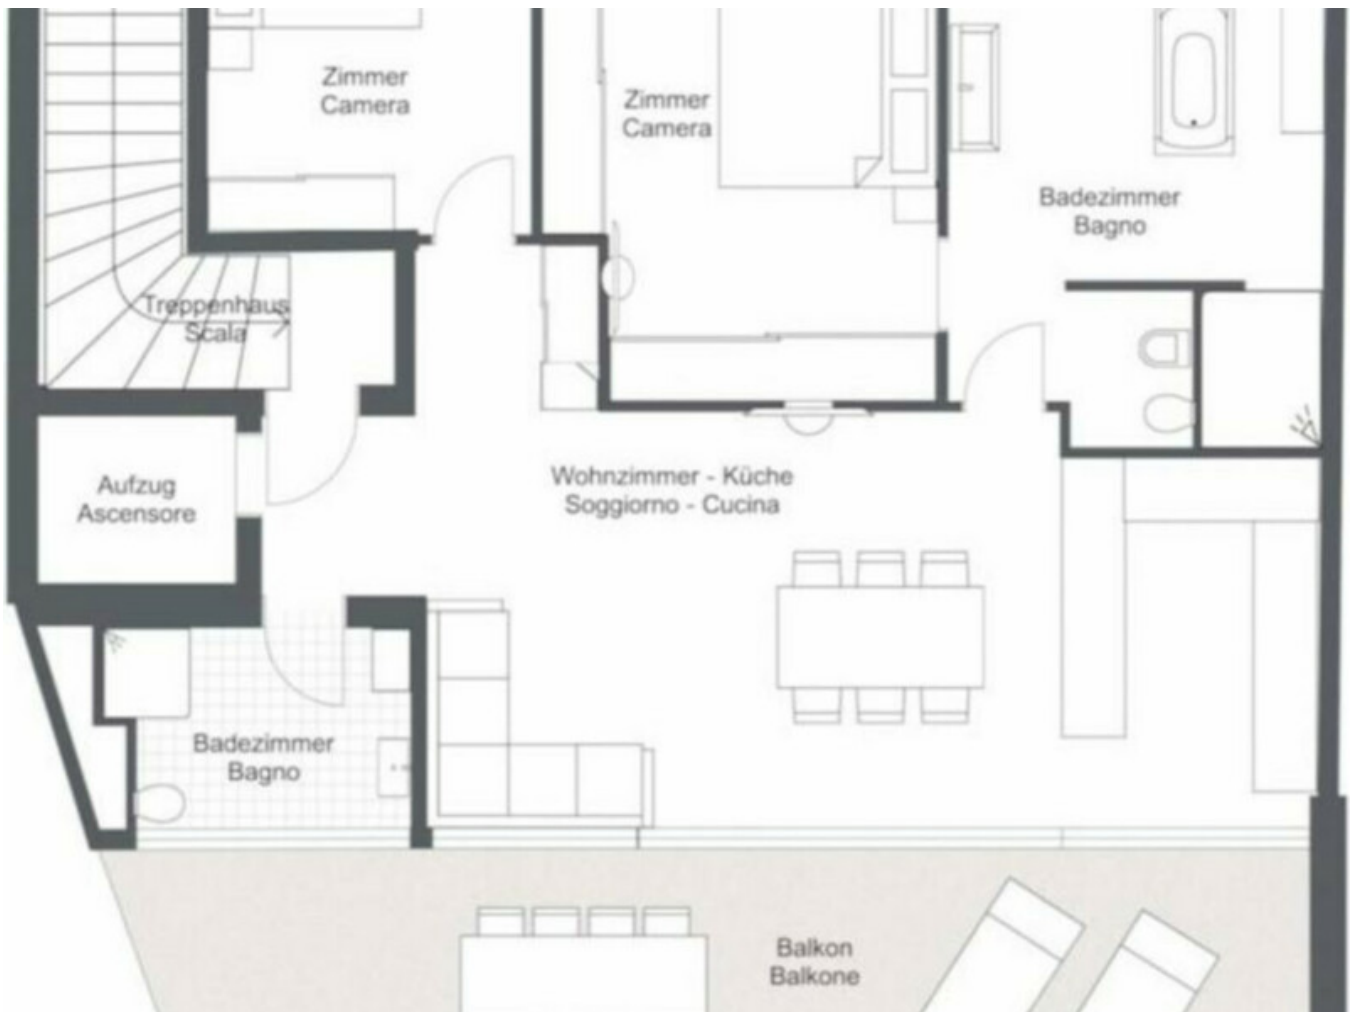 Zimmer
Camera
Zimmer
Camera
Badezimmer
Bagno
Treppenhaus
Scala
Aufzug
Ascensore
Wohnzimmer - Küche
Soggiorno - Cucina
Badezimmer
Bagno
Balkon
Balkone